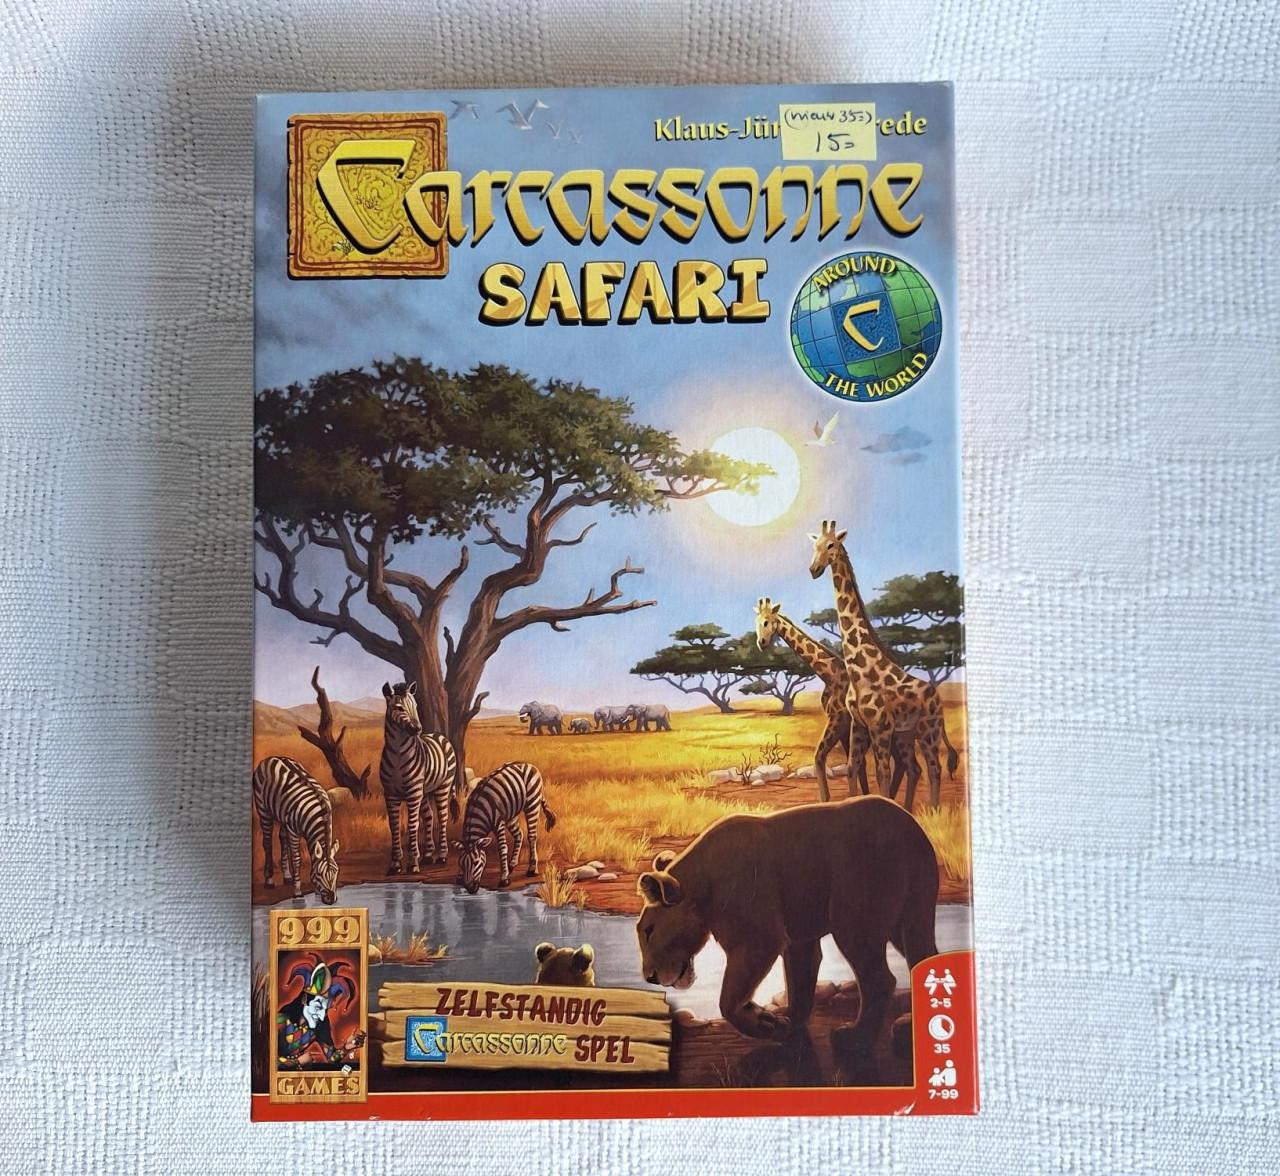 Klaus-Jür rede
(nieuw 35=)
15=
Carcassonne
SAFARI
AROUND
C
THE WORLD
999
GAMES
ZELFSTANDIG
Carcassonne SPEL
2-5
35
7-99